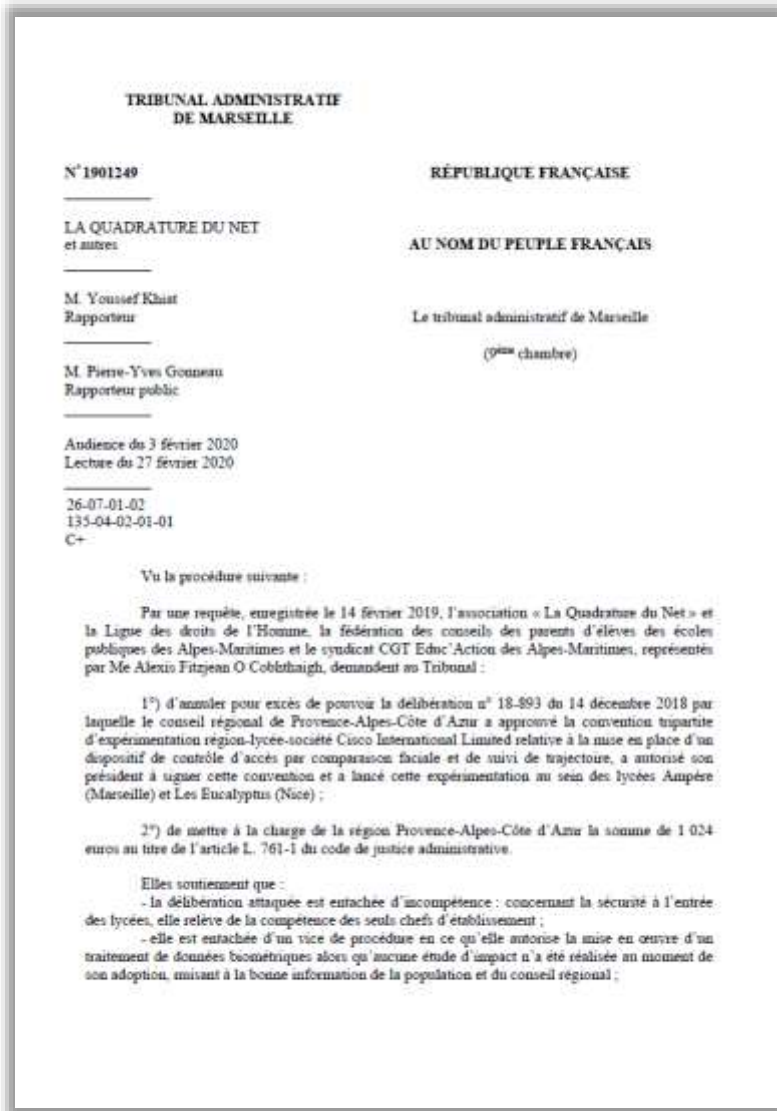 TRIBUNAL ADMINISTRATIF
DE MARSEILLE
N°1901249
LA QUADRATURE DU NET
et autres
M. Youssef Khiat
Rapporteur
M. Pierre-Yves Gonneau
Rapporteur public
Audience du 3 février 2020
Lecture du 27 février 2020
26-07-01-02
135-04-02-01-01
C+
RÉPUBLIQUE FRANÇAISE
AU NOM DU PEUPLE FRANÇAIS
Le tribunal administratif de Marseille
(9ème chambre)
Vu la procédure suivante :
Par une requête, enregistrée le 14 février 2019, l'association « La Quadrature du Net » et
la Ligue des droits de l'Homme, la fédération des conseils des parents d'élèves des écoles
publiques des Alpes-Maritimes et le syndicat CGT Educ'Action des Alpes-Maritimes, représentés
par Me Alexis Fitzjean O Cobhthaigh, demandent au Tribunal :
1°) d'annuler pour excès de pouvoir la délibération n° 18-893 du 14 décembre 2018 par
laquelle le conseil régional de Provence-Alpes-Côte d'Azur a approuvé la convention tripartite
d'expérimentation région-lycée-société Cisco International Limited relative à la mise en place d'un
dispositif de contrôle d'accès par comparaison faciale et de suivi de trajectoire, a autorisé son
président à signer cette convention et a lancé cette expérimentation au sein des lycées Ampère
(Marseille) et Les Eucalyptus (Nice) ;
2°) de mettre à la charge de la région Provence-Alpes-Côte d'Azur la somme de 1 024
euros au titre de l'article L. 761-1 du code de justice administrative.
Elles soutiennent que :
- la délibération attaquée est entachée d'incompétence : concernant la sécurité à l'entrée
des lycées, elle relève de la compétence des seuls chefs d'établissement ;
- elle est entachée d'un vice de procédure en ce qu'elle autorise la mise en œuvre d'un
traitement de données biométriques alors qu'aucune étude d'impact n'a été réalisée au moment de
son adoption, nuisant à la bonne information de la population et du conseil régional ;